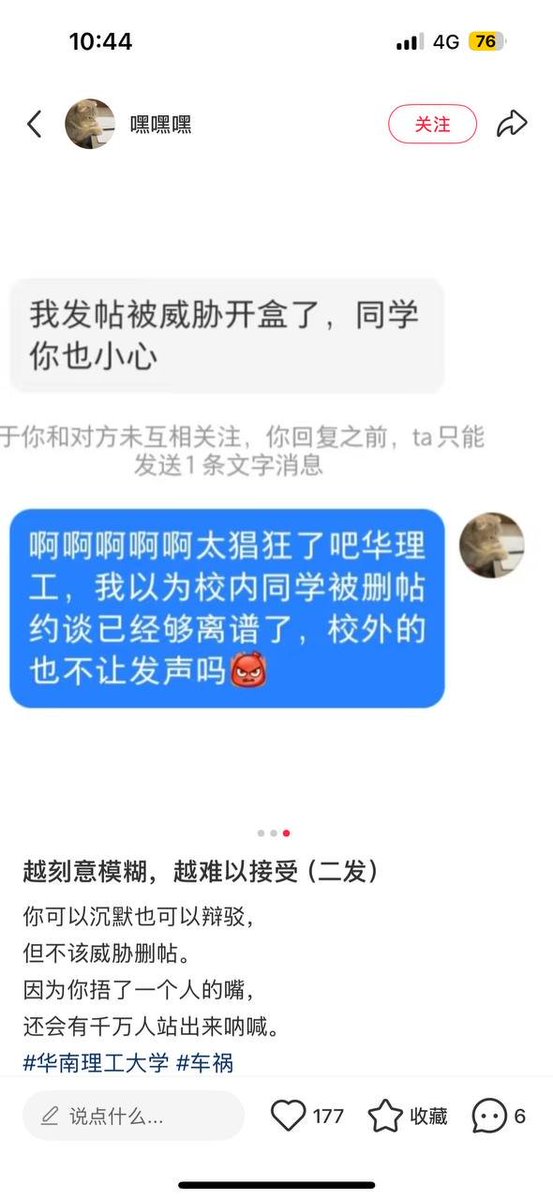 10:44
4G
76
嘿嘿嘿
关注
我发帖被威胁开盒了，同学
你也小心
于你和对方未互相关注，你回复之前，ta只能
发送1条文字消息
啊啊啊啊啊太猖狂了吧华理
工，我以为校内同学被删帖
约谈已经够离谱了，校外的
也不让发声吗👹
越刻意模糊，越难以接受（二发）
你可以沉默也可以辩驳，
但不该威胁删帖。
因为你捂了一个人的嘴，
还会有千万人站出来呐喊。
#华南理工大学 #车祸
说点什么...
177
收藏
6